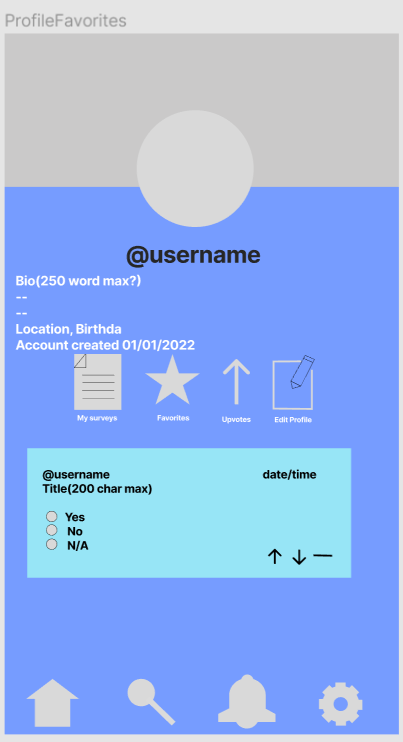 ProfileFavorites
@username
Bio(250 word max?)
--
--
Location, Birthda
Account created 01/01/2022
My surveys Favorites Upvotes Edit Profile
@username date/time
Title(200 char max)
Yes
No
N/A